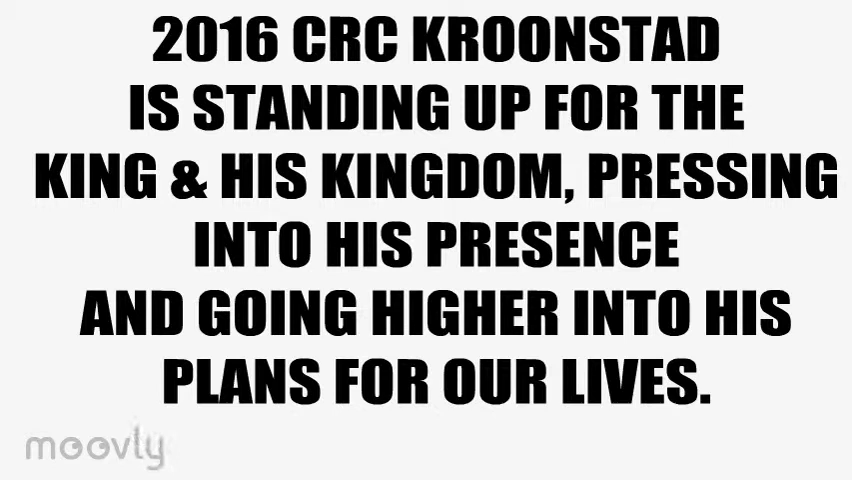 2016 CRC KROONSTAD
IS STANDING UP FOR THE
KING & HIS KINGDOM, PRESSING
INTO HIS PRESENCE
AND GOING HIGHER INTO HIS
PLANS FOR OUR LIVES.
moovly